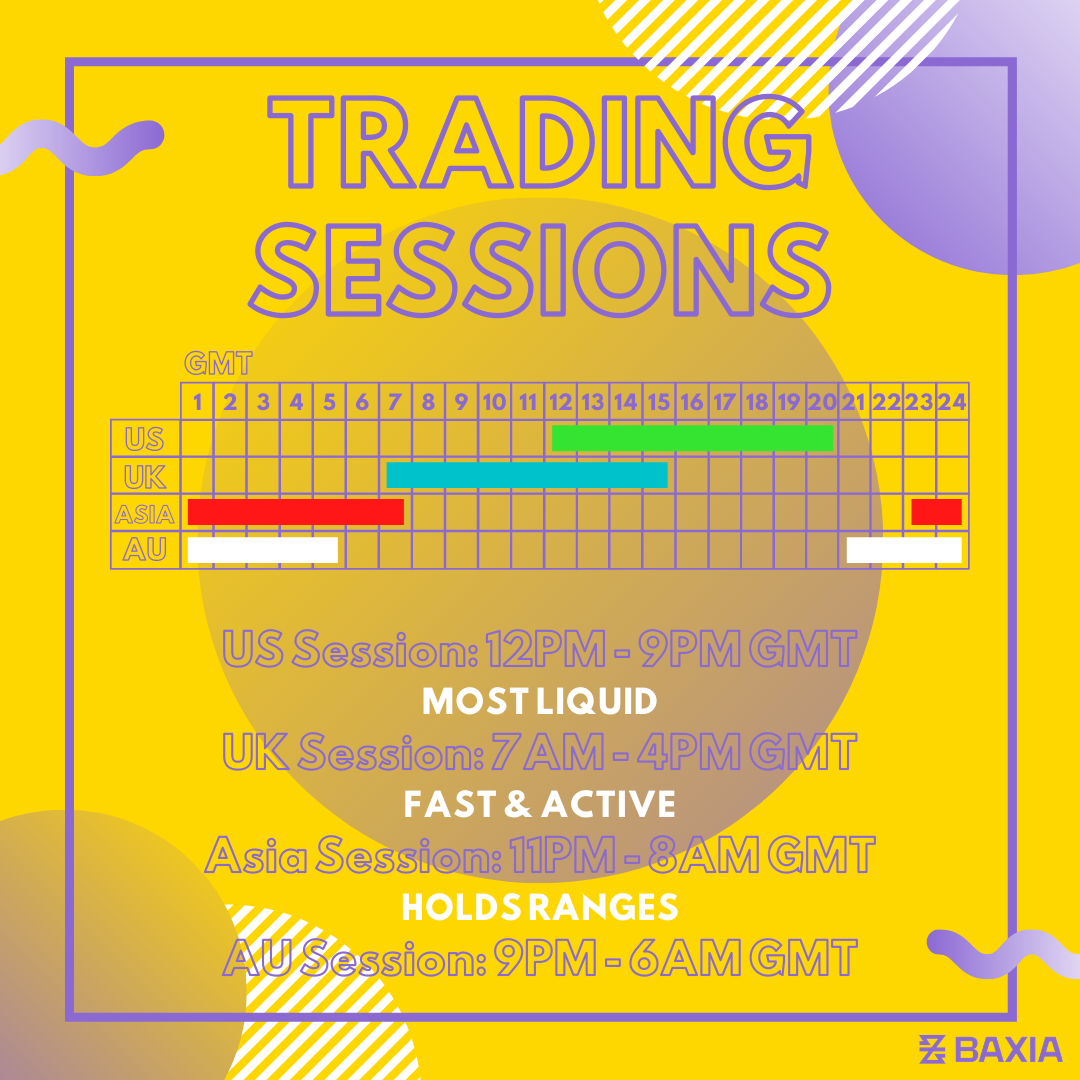 TRADING
SESSIONS
GMT
1 2 3 4 5 6 7 8 9 10 11 12 13 14 15 16 17 18 19 20 21 22 23 24
US
UK
ASIA
AU
US Session: 12PM - 9PM GMT
MOST LIQUID
UK Session: 7AM - 4PM GMT
FAST & ACTIVE
Asia Session: 11PM - 8AM GMT
HOLDS RANGES
AU Session: 9PM - 6AM GMT
BAXIA